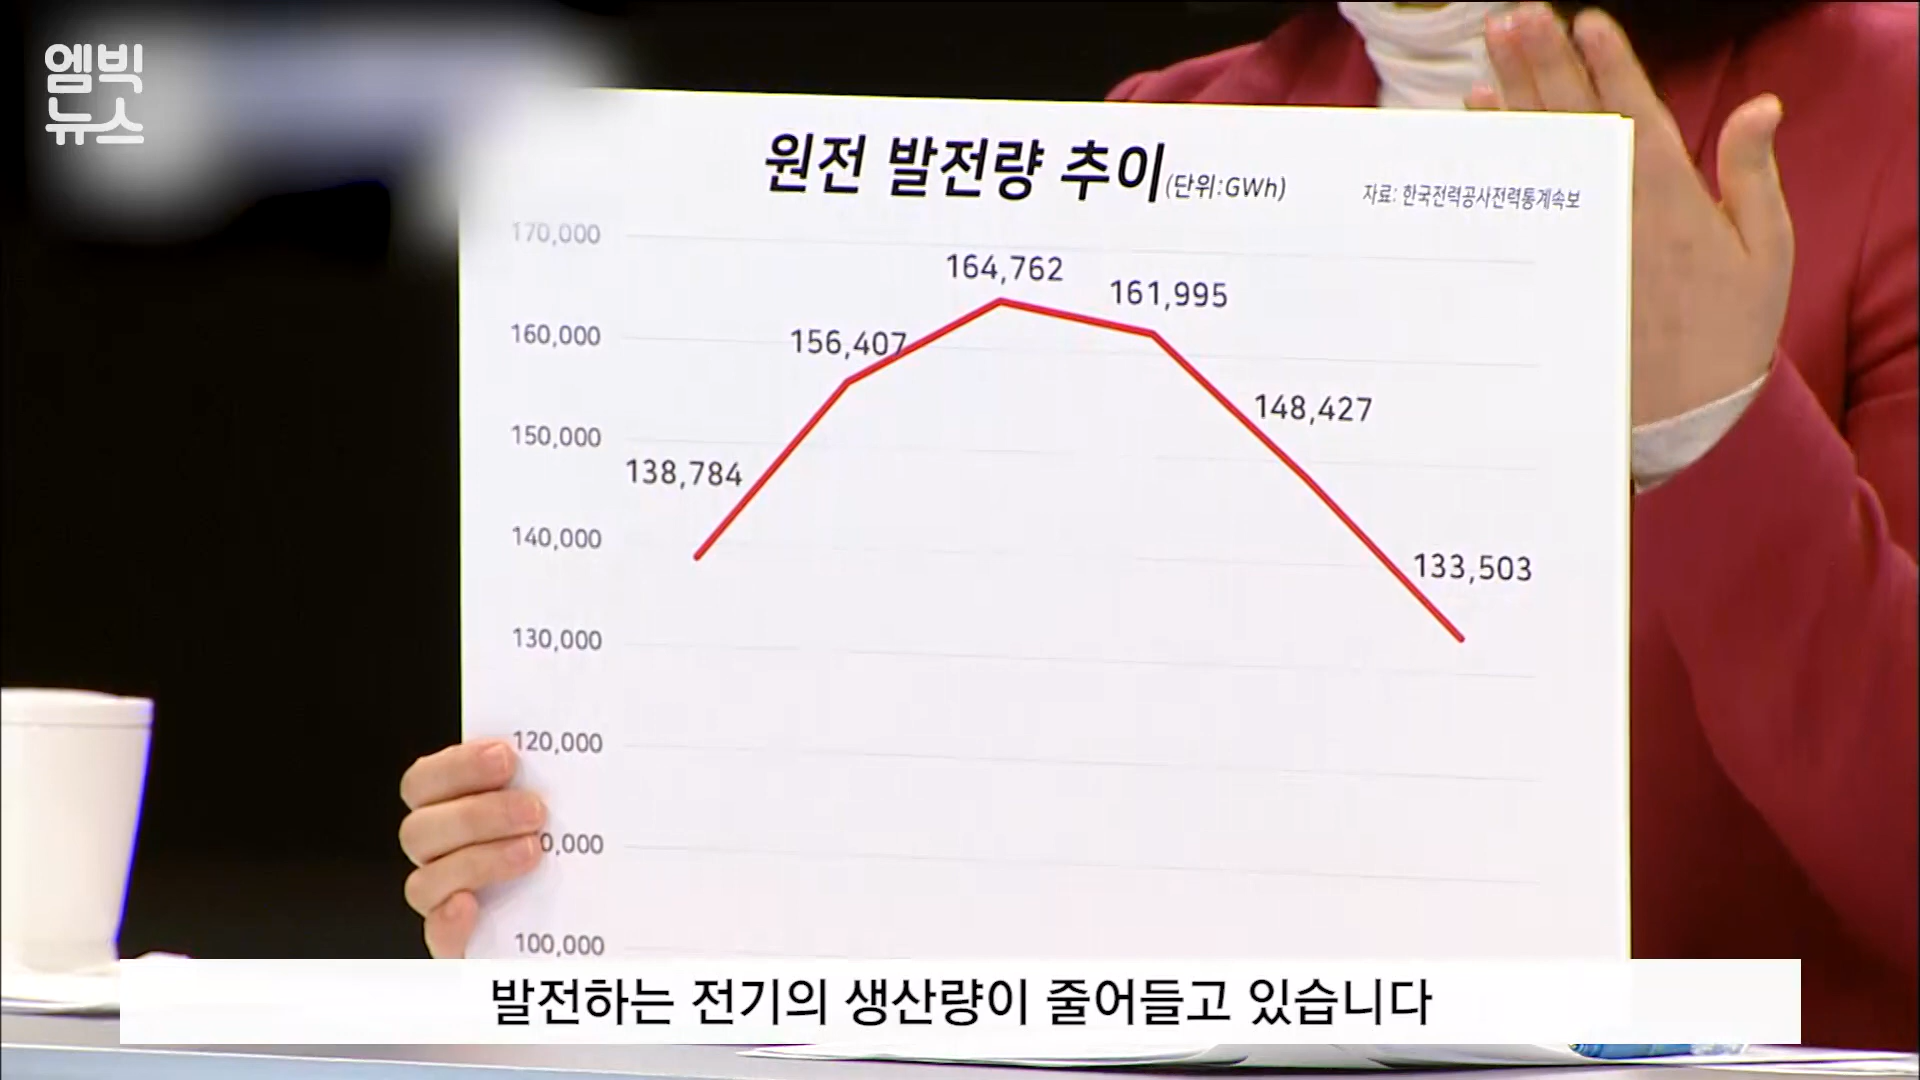 엠빅
뉴스
원전 발전량 추이(단위:GWh)
자료: 한국전력공사전력통계속보
170,000
160,000
150,000
140,000
130,000
120,000
0,000
100,000
138,784
156,407
164,762
161,995
148,427
133,503
발전하는 전기의 생산량이 줄어들고 있습니다